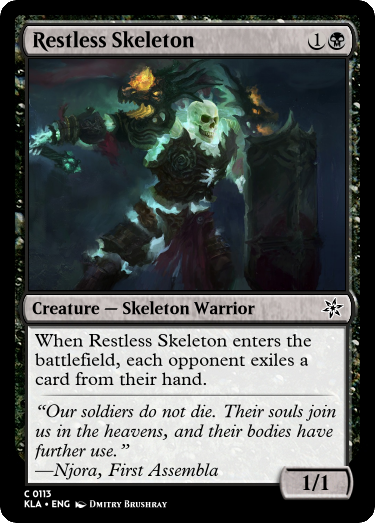 Restless Skeleton 1
Creature — Skeleton Warrior
When Restless Skeleton enters the
battlefield, each opponent exiles a
card from their hand.
“Our soldiers do not die. Their souls join
us in the heavens, and their bodies have
further use.”
—Njora, First Assembla
1/1
C 0113
KLA • ENG Dmitry Brushray